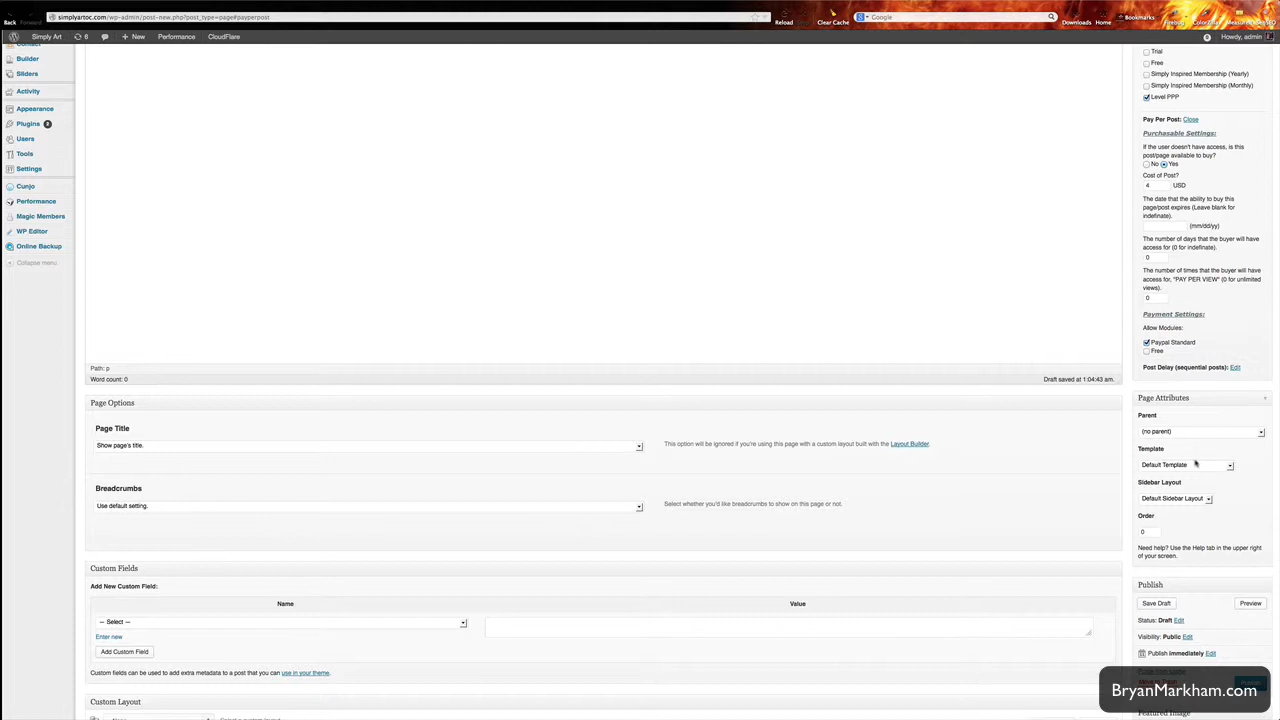 Back
Forward
simplyartoc.com/wp-admin/post-new.php?post_type=page#payperpost
Reload
Clear Cache
Google
Downloads
Home
Bookmarks
Firebug
ColorZilla
Simply Art
6
New
Performance
CloudFlare
0
Howdy, admin
Contact
Builder
Sliders
Activity
Appearance
Plugins 2
Users
Tools
Settings
Cunjo
Performance
Magic Members
WP Editor
Online Backup
Collapse menu
Path: p
Word count: 0
Draft saved at 1:04:43 am.
Page Options
Page Title
Show page's title.
This option will be ignored if you're using this page with a custom layout built with the Layout Builder.
Breadcrumbs
Use default setting.
Select whether you'd like breadcrumbs to show on this page or not.
Custom Fields
Add New Custom Field:
Name
Value
— Select —
Enter new
Add Custom Field
Custom fields can be used to add extra metadata to a post that you can use in your theme.
Custom Layout
Trial
Free
Simply Inspired Membership (Yearly)
Simply Inspired Membership (Monthly)
Level PPP
Pay Per Post: Close
Purchasable Settings:
If the user doesn't have access, is this
post/page available to buy?
No Yes
Cost of Post?
4 USD
The date that the ability to buy this
page/post expires (Leave blank for
indefinate).
(mm/dd/yy)
The number of days that the buyer will have
access for (0 for indefinate).
0
The number of times that the buyer will have
access for, "PAY PER VIEW" (0 for unlimited
views).
0
Payment Settings:
Allow Modules:
Paypal Standard
Free
Post Delay (sequential posts): Edit
Page Attributes
Parent
(no parent)
Template
Default Template
Sidebar Layout
Default Sidebar Layout
Order
0
Need help? Use the Help tab in the upper right
of your screen.
Publish
Save Draft
Preview
Status: Draft Edit
Visibility: Public Edit
Publish immediately Edit
BryanMarkham.com
Featured Image